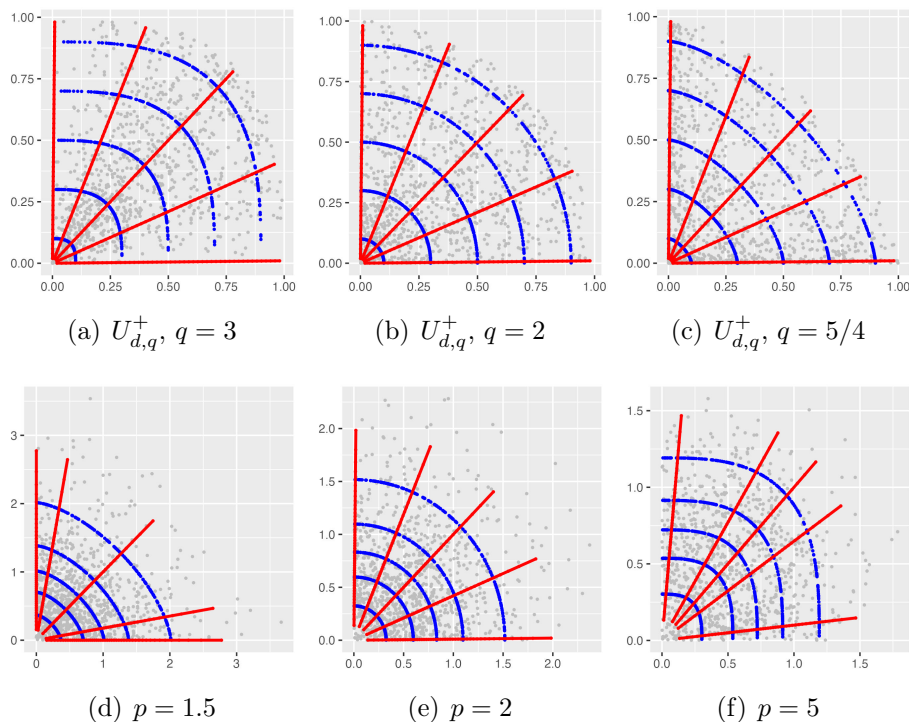 1.00
0.75
0.50
0.25
0.00
0.00 0.25 0.50 0.75 1.00
(a) $U^+_{d,q}$, $q = 3$
1.00
0.75
0.50
0.25
0.00
0.00 0.25 0.50 0.75 1.00
(b) $U^+_{d,q}$, $q = 2$
1.00
0.75
0.50
0.25
0.00
0.00 0.25 0.50 0.75 1.00
(c) $U^+_{d,q}$, $q = 5/4$
3
2
1
0
0 1 2 3
(d) $p = 1.5$
2.0
1.5
1.0
0.5
0.0
0.0 0.5 1.0 1.5 2.0
(e) $p = 2$
1.5
1.0
0.5
0.0
0.0 0.5 1.0 1.5
(f) $p = 5$